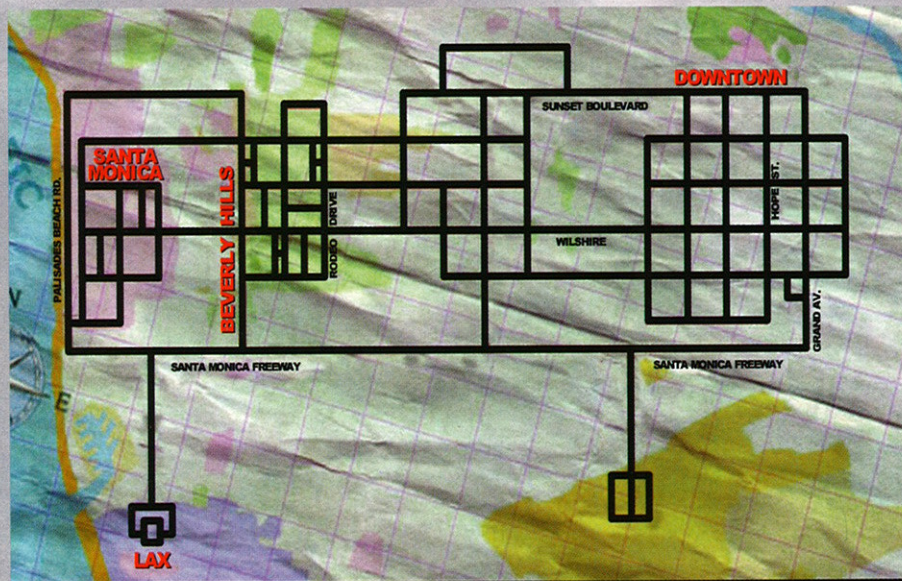 DOWNTOWN
SUNSET BOULEVARD
SANTA
MONICA
PALISADES BEACH RD.
BEVERLY HILLS
RODEO DRIVE
HOPE ST.
WILSHIRE
GRAND AV.
SANTA MONICA FREEWAY
SANTA MONICA FREEWAY
E
LAX